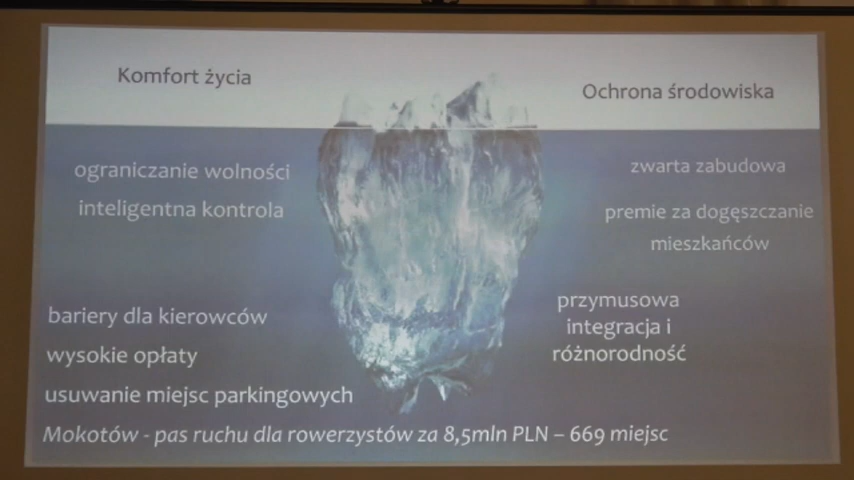 Komfort życia
Ochrona środowiska
ograniczanie wolności
inteligentna kontrola
zwarta zabudowa
premie za dogęszczanie
mieszkańców
bariery dla kierowców
wysokie opłaty
usuwanie miejsc parkingowych
przymusowa
integracja i
różnorodność
Mokotów - pas ruchu dla rowerzystów za 8,5mln PLN – 669 miejsc